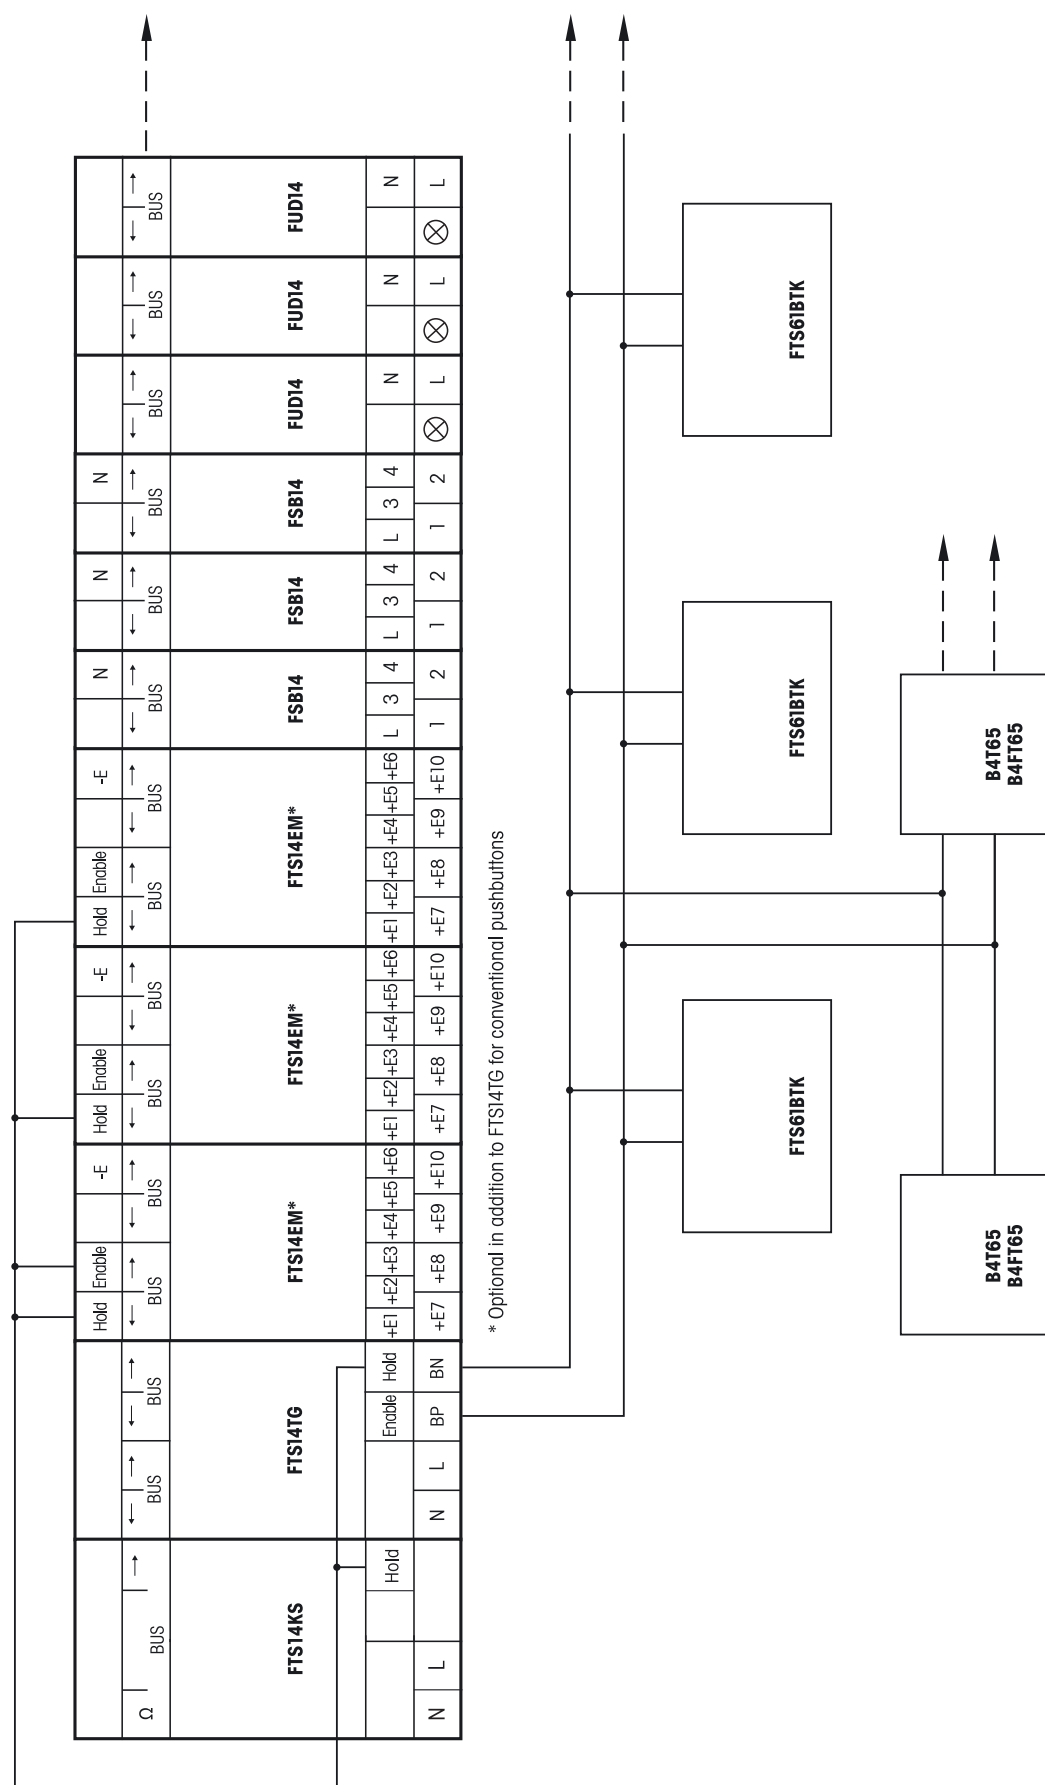 Hold Enable -E Hold Enable -E Hold Enable -E N N N
Ω → ← → ← → ← → ← → ← → ← → ← → ← → ← → ← → ← → ← → ← → ← →
BUS BUS BUS BUS BUS BUS BUS BUS BUS BUS BUS BUS BUS BUS BUS
FTS14KS FTS14TG FTS14EM* FTS14EM* FTS14EM* FSB14 FSB14 FSB14 FUD14 FUD14 FUD14
Hold Enable Hold +E1 +E2 +E3 +E4 +E5 +E6 +E1 +E2 +E3 +E4 +E5 +E6 +E1 +E2 +E3 +E4 +E5 +E6 L 3 4 L 3 4 L 3 4 N N N
N L N L BP BN +E7 +E8 +E9 +E10 +E7 +E8 +E9 +E10 +E7 +E8 +E9 +E10 1 2 1 2 1 2 L L L
* Optional in addition to FTS14TG for conventional pushbuttons
FTS61BTK FTS61BTK FTS61BTK
B4T65
B4FT65
B4T65
B4FT65